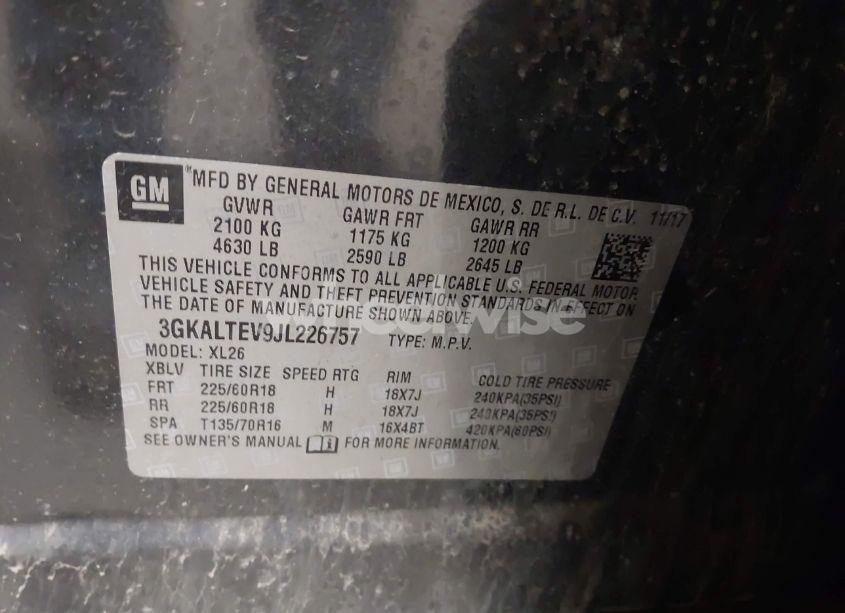 GM ®MFD BY GENERAL MOTORS DE MEXICO, S. DE R.L. DE C.V. 11/17
GVWR GAWR FRT GAWR RR
2100 KG 1175 KG 1200 KG
4630 LB 2590 LB 2645 LB
THIS VEHICLE CONFORMS TO ALL APPLICABLE U.S. FEDERAL MOTOR
VEHICLE SAFETY AND THEFT PREVENTION STANDARDS IN EFFECT ON
THE DATE OF MANUFACTURE SHOWN ABOVE.
3GKALTEV9JL226757 TYPE: M.P.V.
MODEL: XL26
XBLV TIRE SIZE SPEED RTG RIM COLD TIRE PRESSURE
FRT 225/60R18 H 18X7J 240KPA(35PSI)
RR 225/60R18 H 18X7J 240KPA(35PSI)
SPA T135/70R16 M 16X4BT 420KPA(60PSI)
SEE OWNER'S MANUAL FOR MORE INFORMATION.